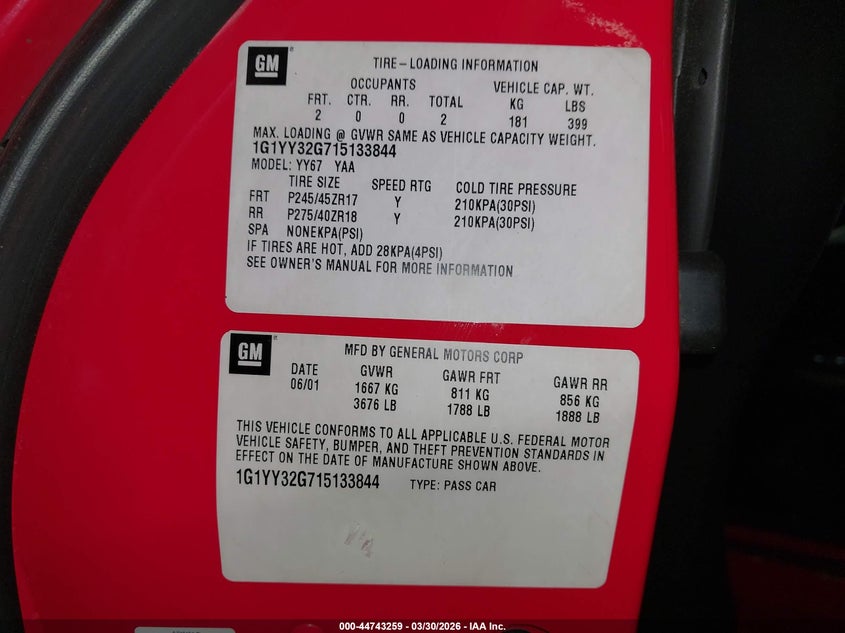 GM
TIRE-LOADING INFORMATION
OCCUPANTS VEHICLE CAP. WT.
FRT. CTR. RR. TOTAL KG LBS
2 0 0 2 181 399
MAX. LOADING @ GVWR SAME AS VEHICLE CAPACITY WEIGHT.
1G1YY32G715133844
MODEL: YY67 YAA
TIRE SIZE SPEED RTG COLD TIRE PRESSURE
FRT P245/45ZR17 Y 210KPA(30PSI)
RR P275/40ZR18 Y 210KPA(30PSI)
SPA NONEKPA(PSI)
IF TIRES ARE HOT, ADD 28KPA(4PSI)
SEE OWNER'S MANUAL FOR MORE INFORMATION
GM
MFD BY GENERAL MOTORS CORP
DATE GVWR GAWR FRT GAWR RR
06/01 1667 KG 811 KG 856 KG
3676 LB 1788 LB 1888 LB
THIS VEHICLE CONFORMS TO ALL APPLICABLE U.S. FEDERAL MOTOR
VEHICLE SAFETY, BUMPER, AND THEFT PREVENTION STANDARDS IN
EFFECT ON THE DATE OF MANUFACTURE SHOWN ABOVE.
1G1YY32G715133844 TYPE: PASS CAR
000-44743259 - 03/30/2026 - IAA Inc.